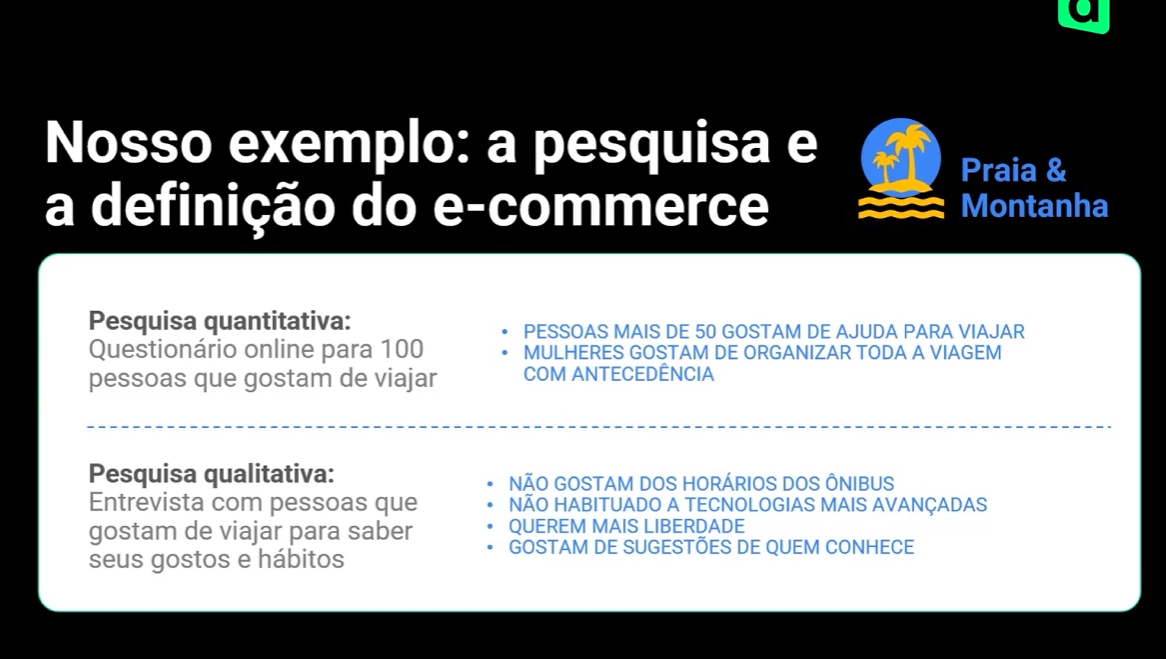 a
Nosso exemplo: a pesquisa e
a definição do e-commerce
Praia &
Montanha
Pesquisa quantitativa:
Questionário online para 100
pessoas que gostam de viajar
• PESSOAS MAIS DE 50 GOSTAM DE AJUDA PARA VIAJAR
• MULHERES GOSTAM DE ORGANIZAR TODA A VIAGEM
COM ANTECEDÊNCIA
Pesquisa qualitativa:
Entrevista com pessoas que
gostam de viajar para saber
seus gostos e hábitos
• NÃO GOSTAM DOS HORÁRIOS DOS ÔNIBUS
• NÃO HABITUADO A TECNOLOGIAS MAIS AVANÇADAS
• QUEREM MAIS LIBERDADE
• GOSTAM DE SUGESTÕES DE QUEM CONHECE